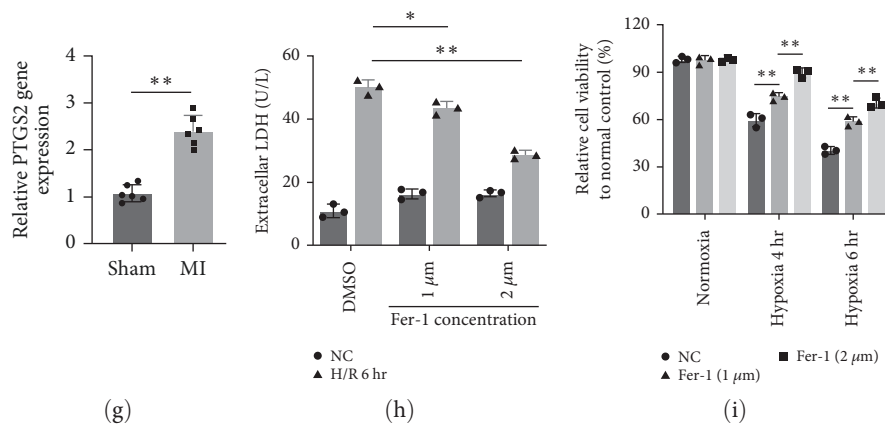 Relative PTGS2 gene
expression
4
3
2
1
0
**
Sham MI
(g)
Extracellar LDH (U/L)
60
40
20
0
*
**
DMSO
1 μm
2 μm
Fer-1 concentration
NC
H/R 6 hr
(h)
Relative cell viability
to normal control (%)
120
90
60
30
0
**
**
**
**
Normoxia
Hypoxia 4 hr
Hypoxia 6 hr
NC Fer-1 (2 μm)
Fer-1 (1 μm)
(i)